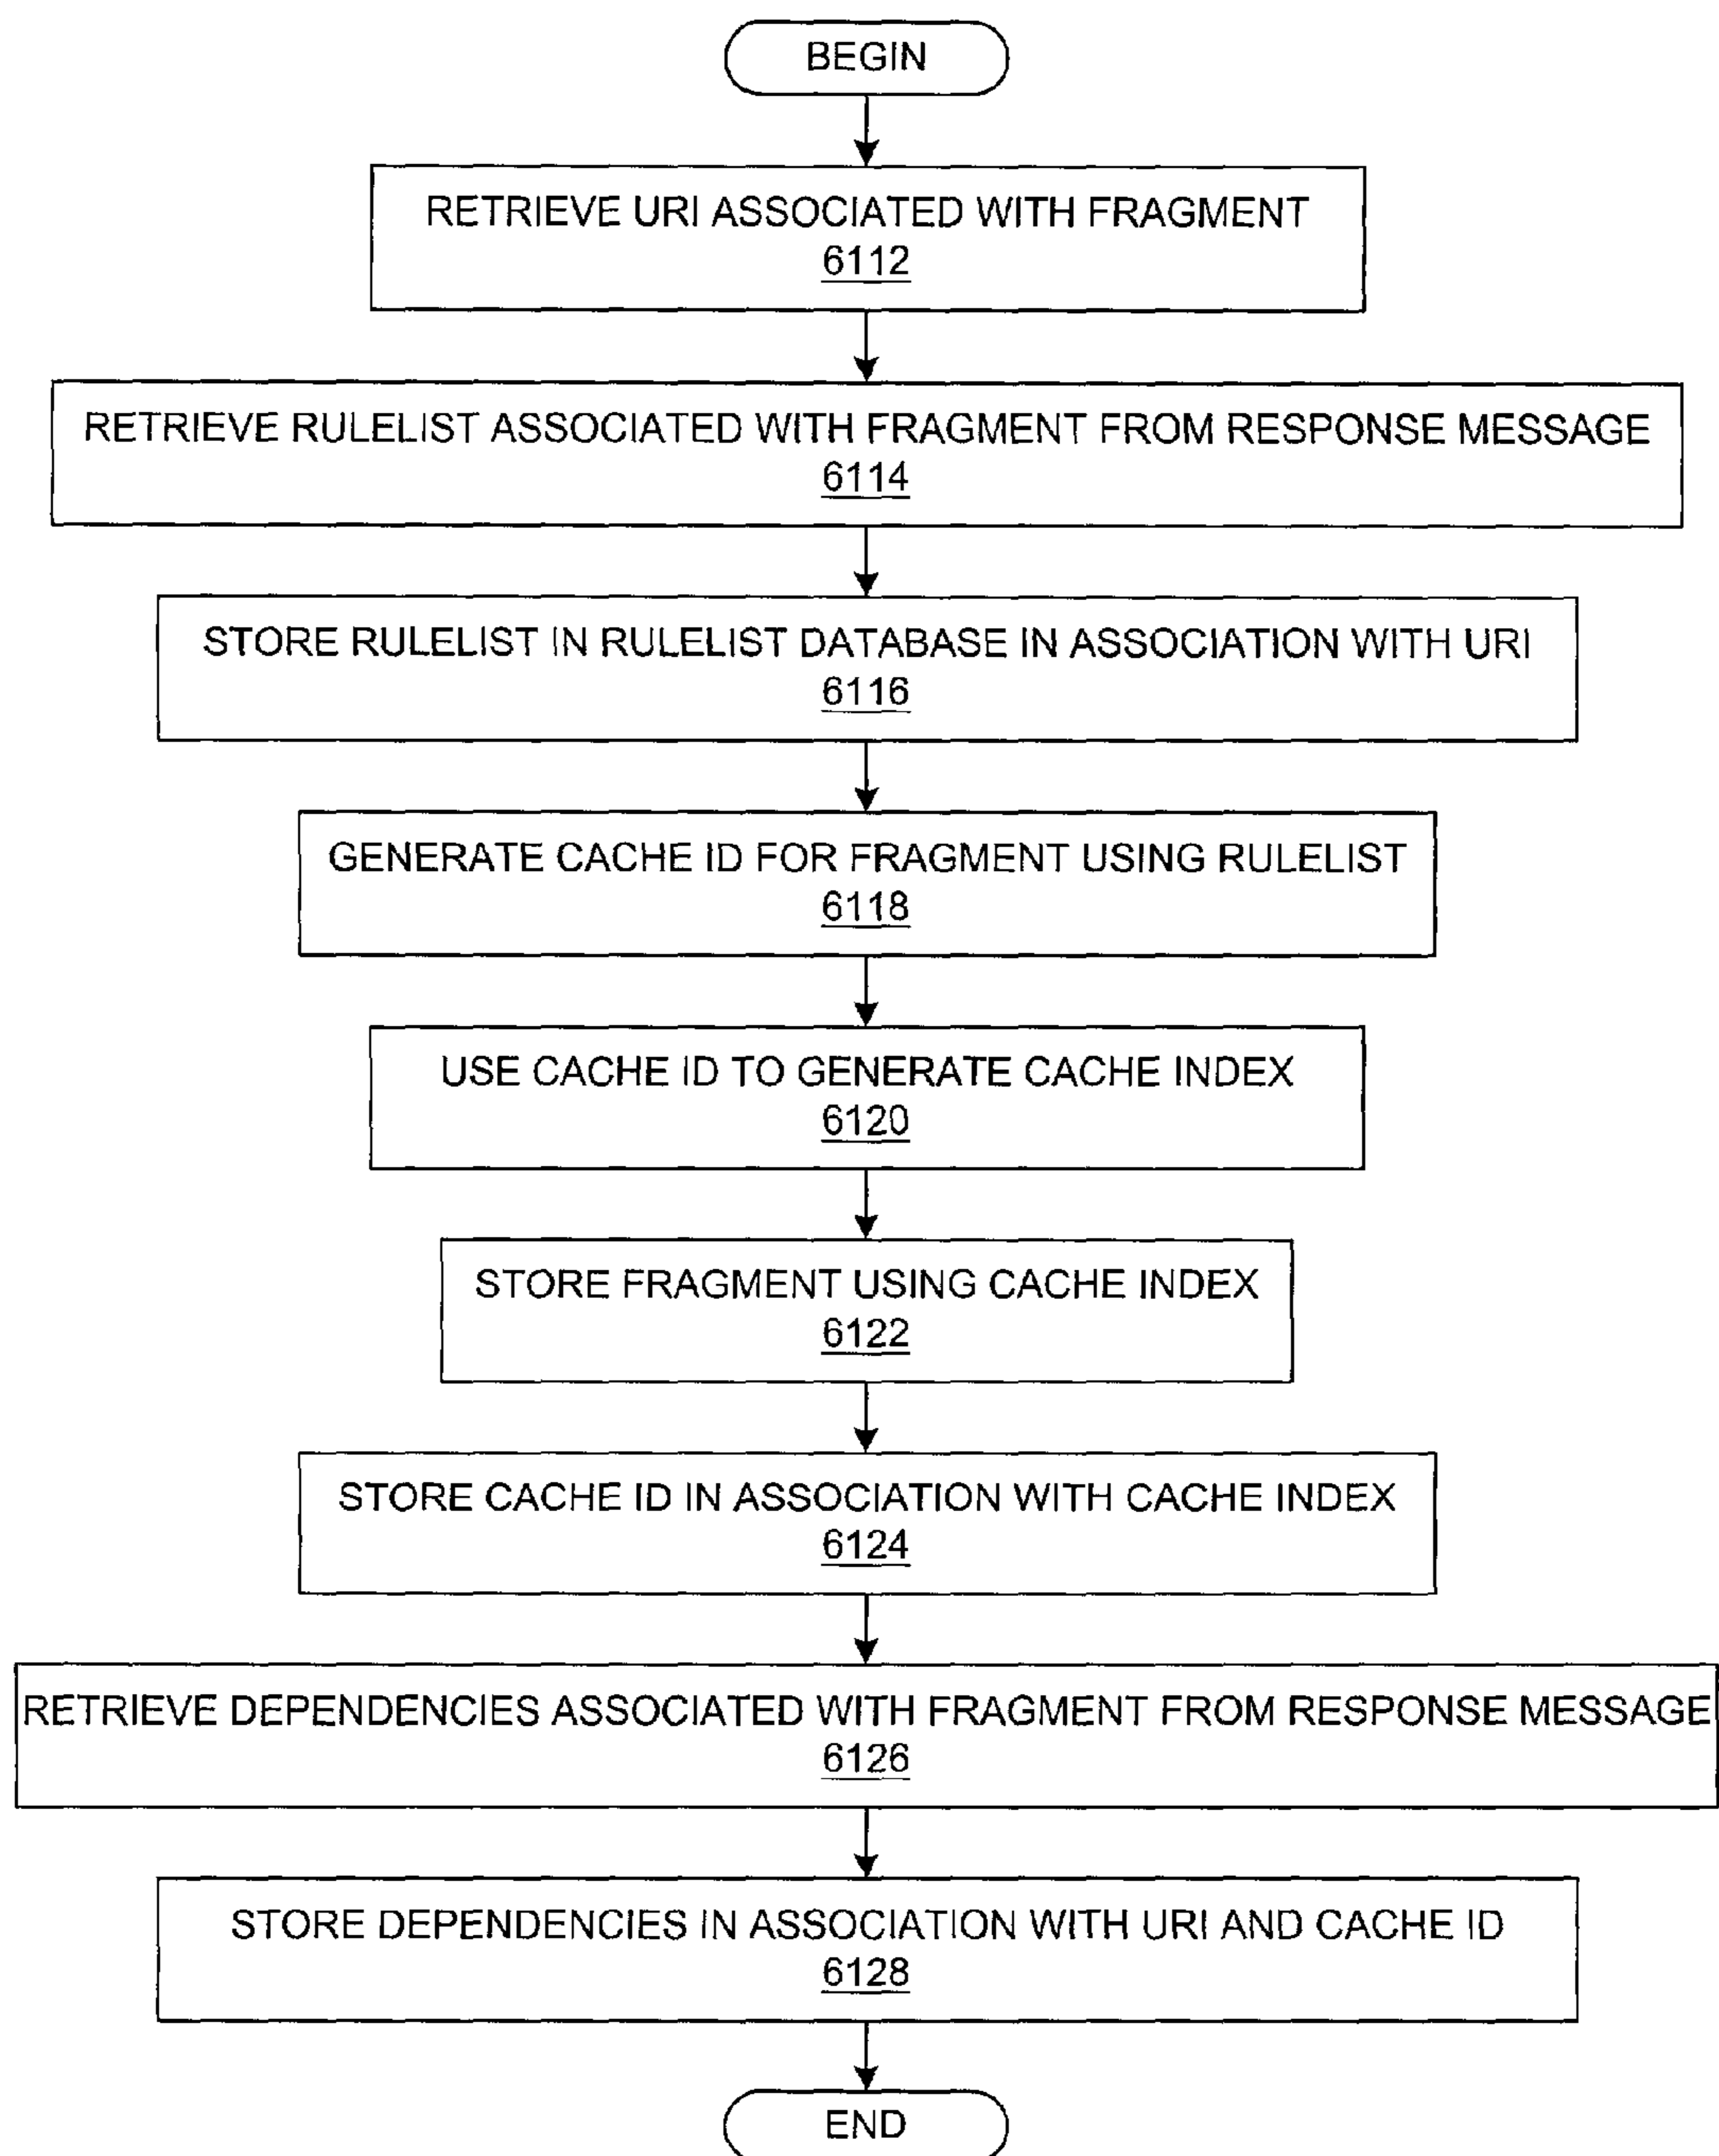 BEGIN
RETRIEVE URI ASSOCIATED WITH FRAGMENT
6112
RETRIEVE RULELIST ASSOCIATED WITH FRAGMENT FROM RESPONSE MESSAGE
6114
STORE RULELIST IN RULELIST DATABASE IN ASSOCIATION WITH URI
6116
GENERATE CACHE ID FOR FRAGMENT USING RULELIST
6118
USE CACHE ID TO GENERATE CACHE INDEX
6120
STORE FRAGMENT USING CACHE INDEX
6122
STORE CACHE ID IN ASSOCIATION WITH CACHE INDEX
6124
RETRIEVE DEPENDENCIES ASSOCIATED WITH FRAGMENT FROM RESPONSE MESSAGE
6126
STORE DEPENDENCIES IN ASSOCIATION WITH URI AND CACHE ID
6128
END